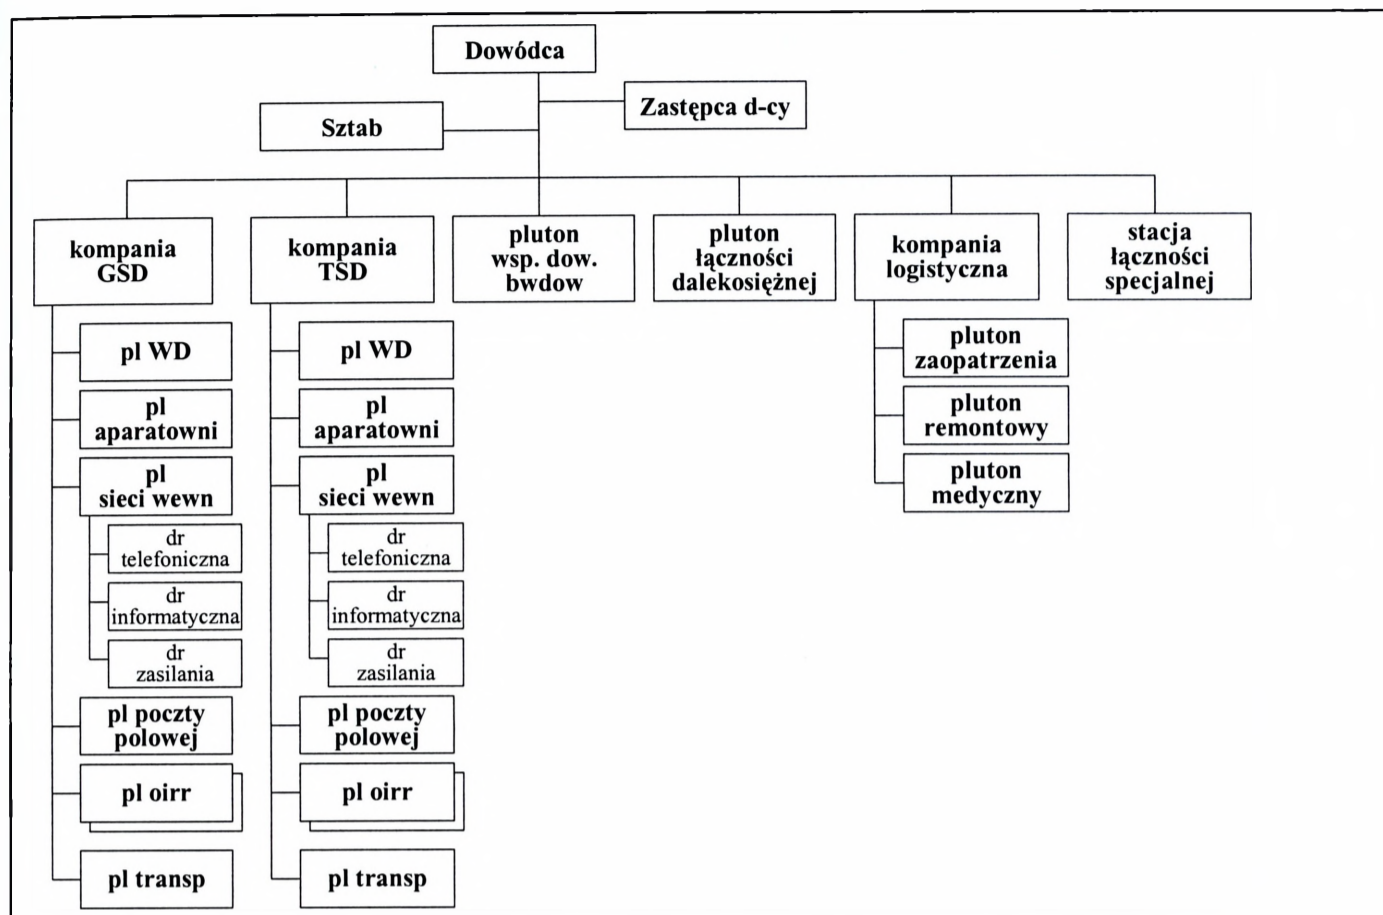 Dowódca
Zastępca d-cy
Sztab
kompania
GSD
kompania
TSD
pluton
wsp. dow.
bwdow
pluton
łączności
dalekosiężnej
kompania
logistyczna
stacja
łączności
specjalnej
pl WD
pl
aparatowni
pl
sieci wewn
dr
telefoniczna
dr
informatyczna
dr
zasilania
pl poczty
polowej
pl oirr
pl transp
pl WD
pl
aparatowni
pl
sieci wewn
dr
telefoniczna
dr
informatyczna
dr
zasilania
pl poczty
polowej
pl oirr
pl transp
pluton
zaopatrzenia
pluton
remontowy
pluton
medyczny